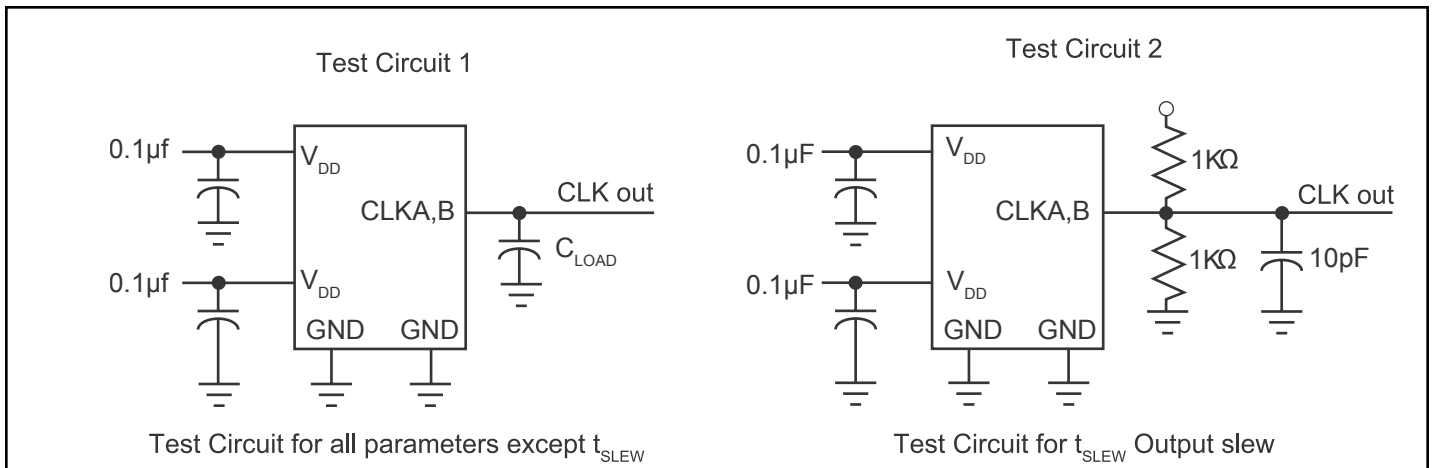 Test Circuit 1
0.1µf
V_DD
CLKA,B
CLK out
C_LOAD
0.1µf
V_DD
GND GND
Test Circuit for all parameters except t_SLEW
Test Circuit 2
0.1µF
V_DD
1KΩ
CLKA,B
CLK out
1KΩ
10pF
0.1µF
V_DD
GND GND
Test Circuit for t_SLEW Output slew